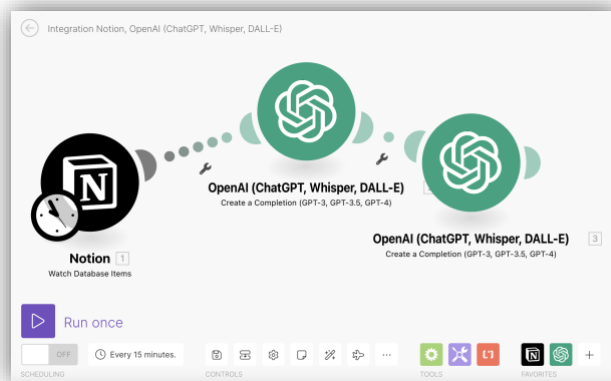 Integration Notion, OpenAI (ChatGPT, Whisper, DALL-E)
OpenAI (ChatGPT, Whisper, DALL-E)
Create a Completion (GPT-3, GPT-3.5, GPT-4)
OpenAI (ChatGPT, Whisper, DALL-E) 3
Create a Completion (GPT-3, GPT-3.5, GPT-4)
Notion 1
Watch Database Items
Run once
OFF
Every 15 minutes.
SCHEDULING
CONTROLS
TOOLS
FAVORITES